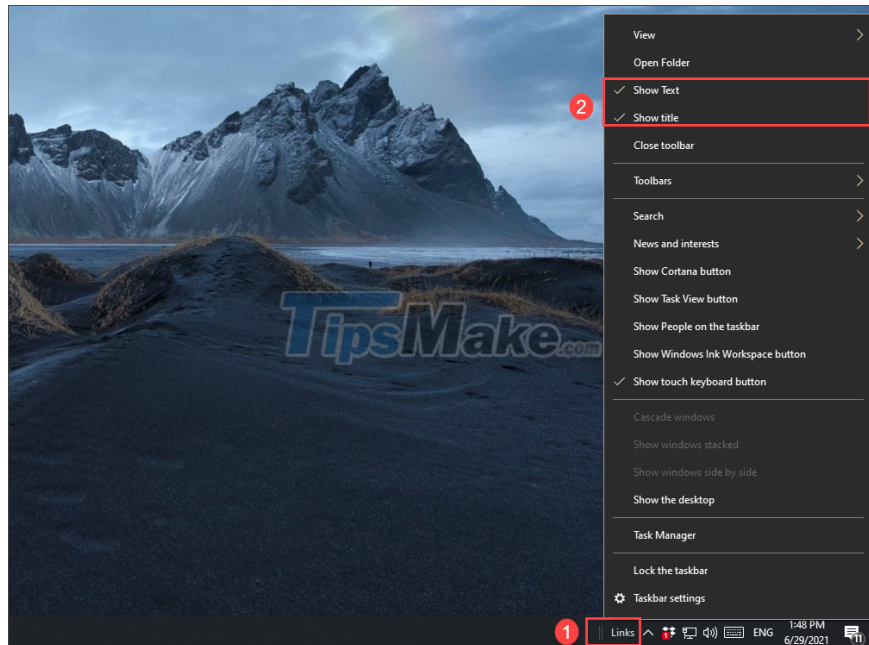 View
Open Folder
2
Show Text
Show title
Close toolbar
Toolbars
Search
News and interests
Show Cortana button
Show Task View button
TipsMake.com
Show People on the taskbar
Show Windows Ink Workspace button
Show touch keyboard button
Cascade windows
Show windows stacked
Show windows side by side
Show the desktop
Task Manager
Lock the taskbar
Taskbar settings
1
Links
1
ENG
1:48 PM
6/29/2021
11